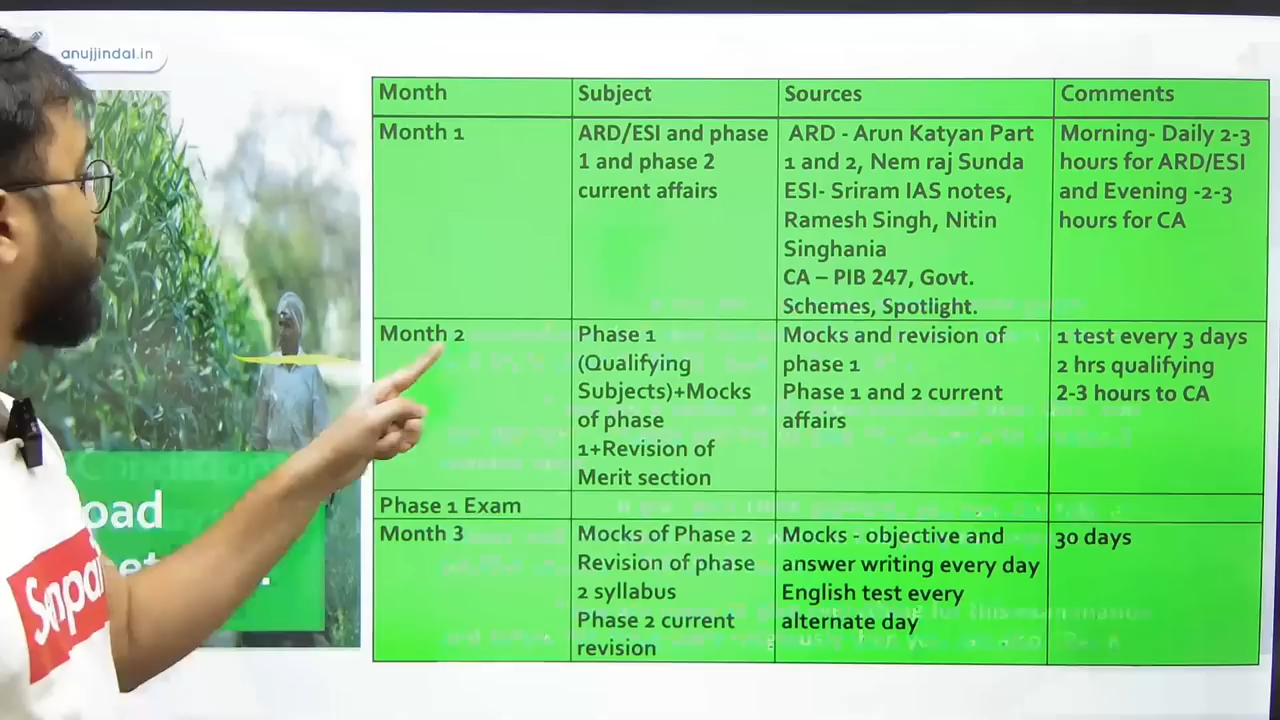 anujjindal.in
Month Subject Sources Comments
Month 1
ARD/ESI and phase
1 and phase 2
current affairs
ARD - Arun Katyan Part
1 and 2, Nem raj Sunda
ESI- Sriram IAS notes,
Ramesh Singh, Nitin
Singhania
CA – PIB 247, Govt.
Schemes, Spotlight.
Morning- Daily 2-3
hours for ARD/ESI
and Evening -2-3
hours for CA
Month 2
Phase 1
(Qualifying
Subjects)+Mocks
of phase
1+Revision of
Merit section
Mocks and revision of
phase 1
Phase 1 and 2 current
affairs
1 test every 3 days
2 hrs qualifying
2-3 hours to CA
Phase 1 Exam
Month 3
Mocks of Phase 2
Revision of phase
2 syllabus
Phase 2 current
revision
Mocks - objective and
answer writing every day
English test every
alternate day
30 days